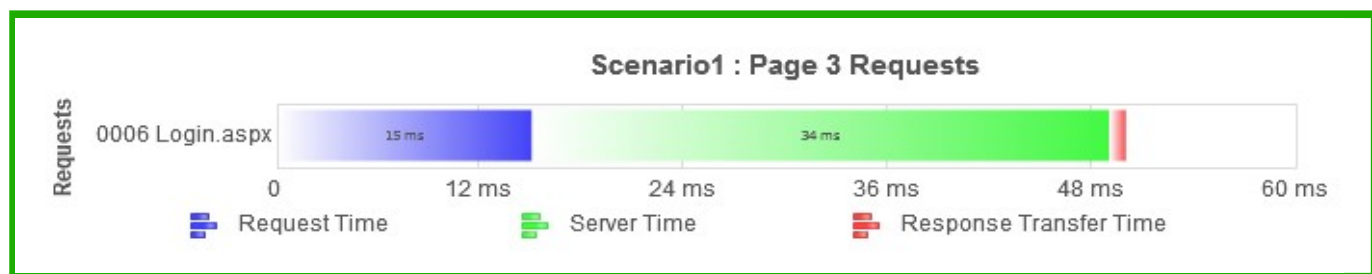 Scenario1 : Page 3 Requests
Requests
0006 Login.aspx
15 ms
34 ms
0 12 ms 24 ms 36 ms 48 ms 60 ms
Request Time Server Time Response Transfer Time